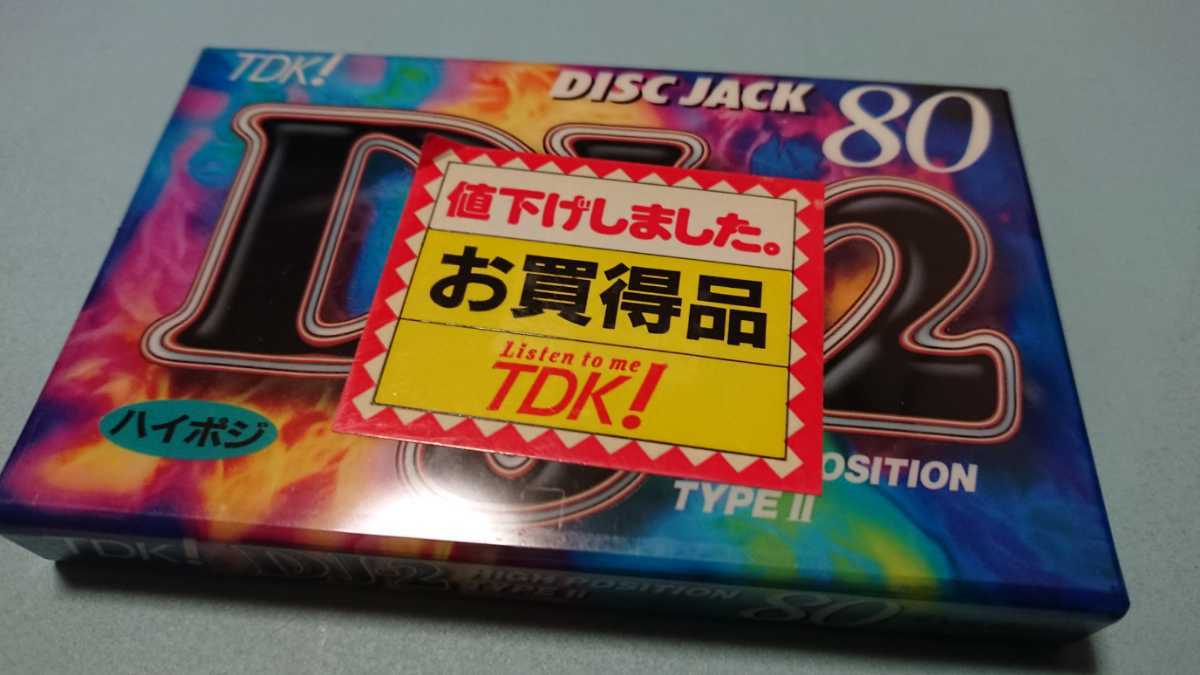 TDK!
DISC JACK 80
Dj2
値下げしました。
お買得品
Listen to me
TDK!
ハイポジ
OSITION
TYPE II
TDK! DJ2 HIGH POSITION
TYPE II 80